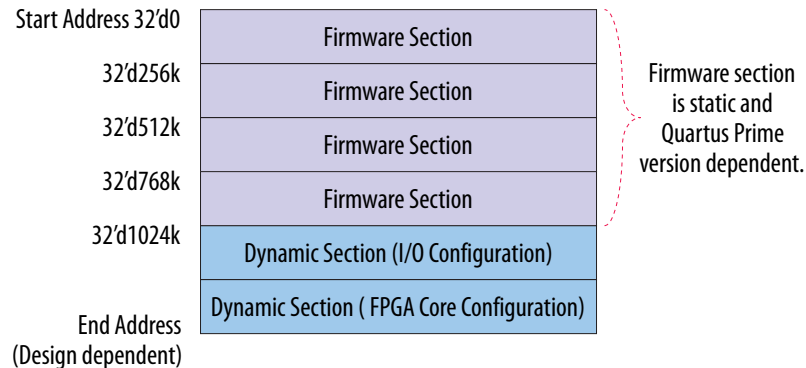 Start Address 32'd0
Firmware Section
32'd256k
Firmware Section
32'd512k
Firmware Section
32'd768k
Firmware Section
32'd1024k
Dynamic Section (I/O Configuration)
Dynamic Section ( FPGA Core Configuration)
End Address
(Design dependent)
Firmware section
is static and
Quartus Prime
version dependent.